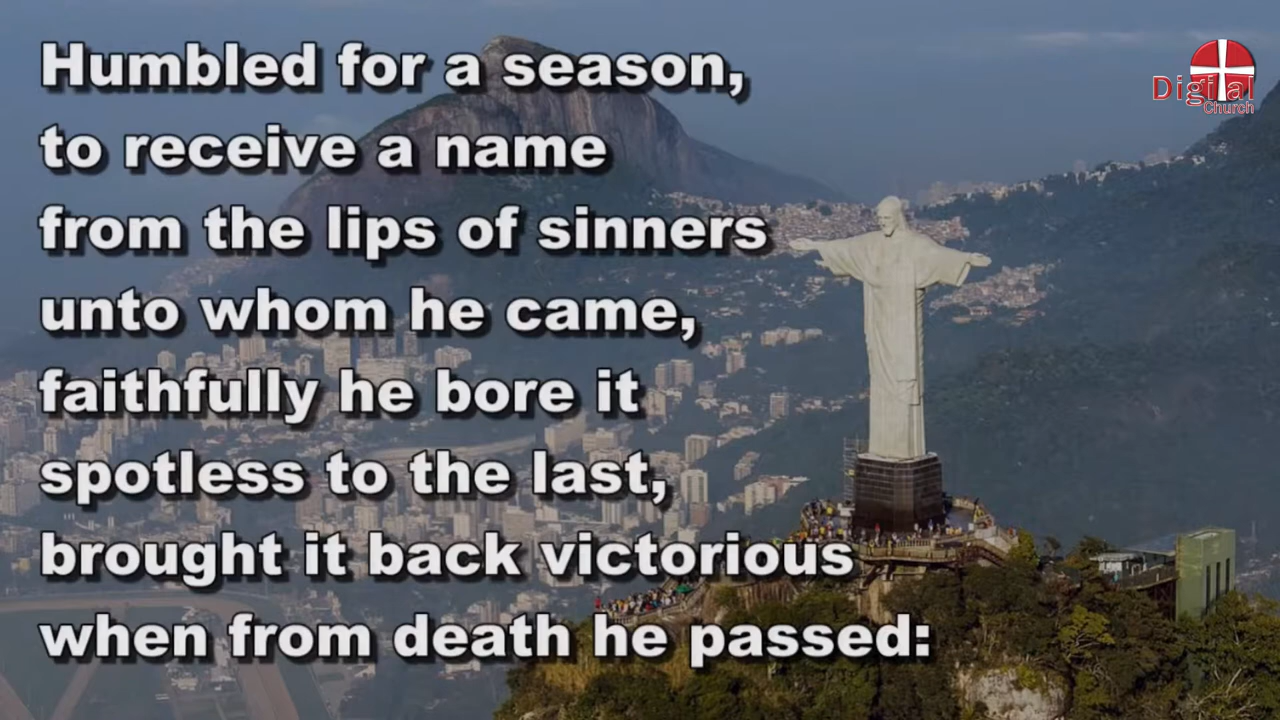 Humbled for a season,
to receive a name
from the lips of sinners
unto whom he came,
faithfully he bore it
spotless to the last,
brought it back victorious
when from death he passed:
Digital
Church